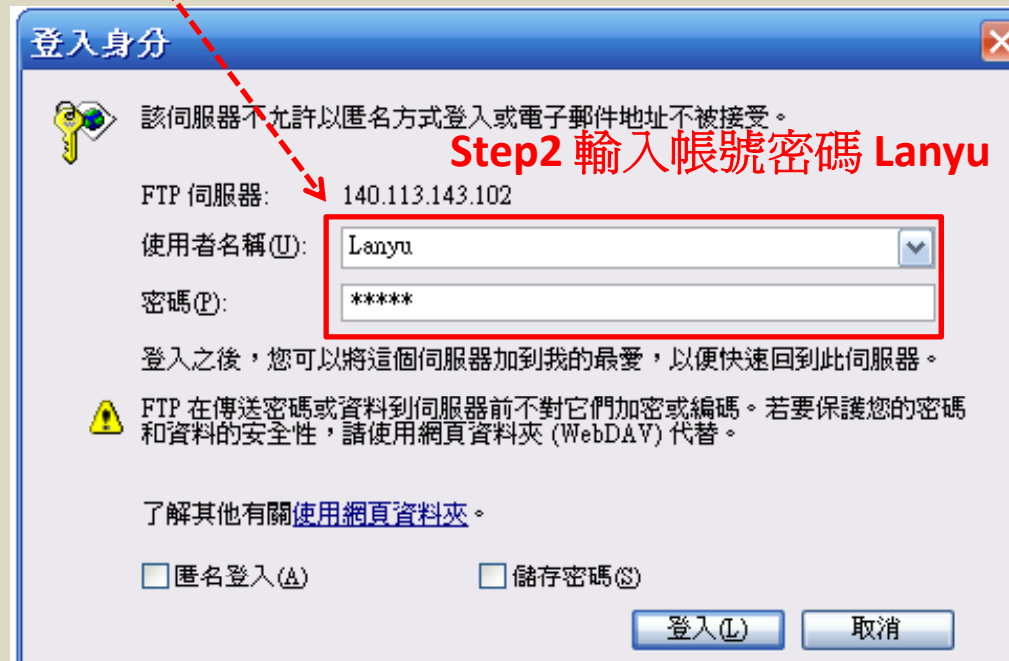 登入身分
該伺服器不允許以匿名方式登入或電子郵件地址不被接受。
Step2 輸入帳號密碼 Lanyu
FTP 伺服器: 140.113.143.102
使用者名稱(U): Lanyu
密碼(P): *****
登入之後,您可以將這個伺服器加到我的最愛,以便快速回到此伺服器。
FTP 在傳送密碼或資料到伺服器前不對它們加密或編碼。若要保護您的密碼
和資料的安全性,請使用網頁資料夾 (WebDAV) 代替。
了解其他有關使用網頁資料夾。
匿名登入(A) 儲存密碼(S)
登入(L) 取消